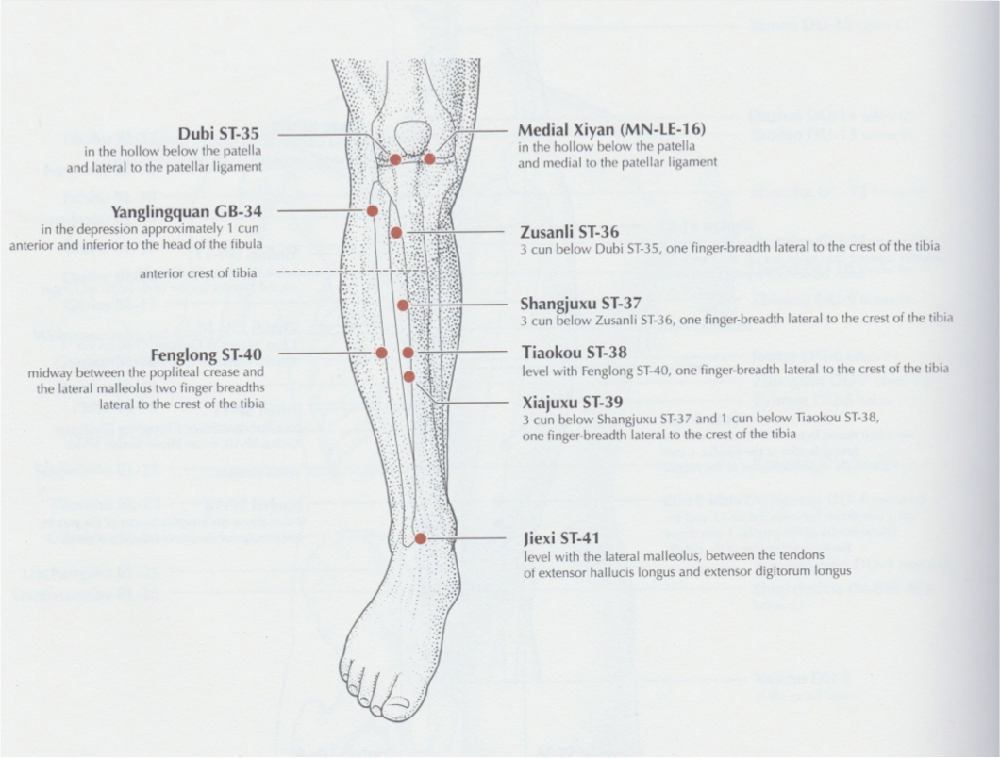 Dubi ST-35
in the hollow below the patella
and lateral to the patellar ligament
Yanglingquan GB-34
in the depression approximately 1 cun
anterior and inferior to the head of the fibula
anterior crest of tibia
Fenglong ST-40
midway between the popliteal crease and
the lateral malleolus two finger breadths
lateral to the crest of the tibia
Medial Xiyan (MN-LE-16)
in the hollow below the patella
and medial to the patellar ligament
Zusanli ST-36
3 cun below Dubi ST-35, one finger-breadth lateral to the crest of the tibia
Shangjuxu ST-37
3 cun below Zusanli ST-36, one finger-breadth lateral to the crest of the tibia
Tiaokou ST-38
level with Fenglong ST-40, one finger-breadth lateral to the crest of the tibia
Xiajuxu ST-39
3 cun below Shangjuxu ST-37 and 1 cun below Tiaokou ST-38,
one finger-breadth lateral to the crest of the tibia
Jiexi ST-41
level with the lateral malleolus, between the tendons
of extensor hallucis longus and extensor digitorum longus